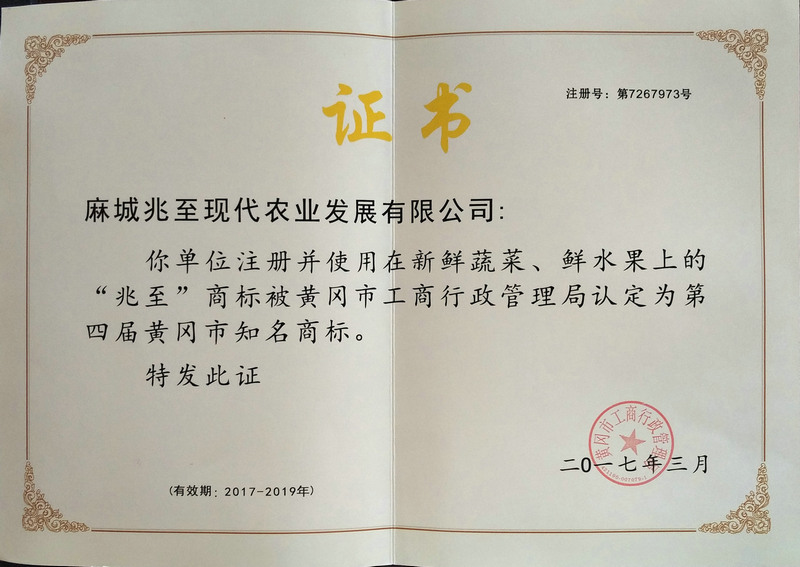 证书
注册号：第7267973号
麻城兆至现代农业发展有限公司：
你单位注册并使用在新鲜蔬菜、鲜水果上的
“兆至”商标被黄冈市工商行政管理局认定为第
四届黄冈市知名商标。
特发此证
黄冈市工商行政管理局
二0一七年三月
(有效期：2017-2019年)